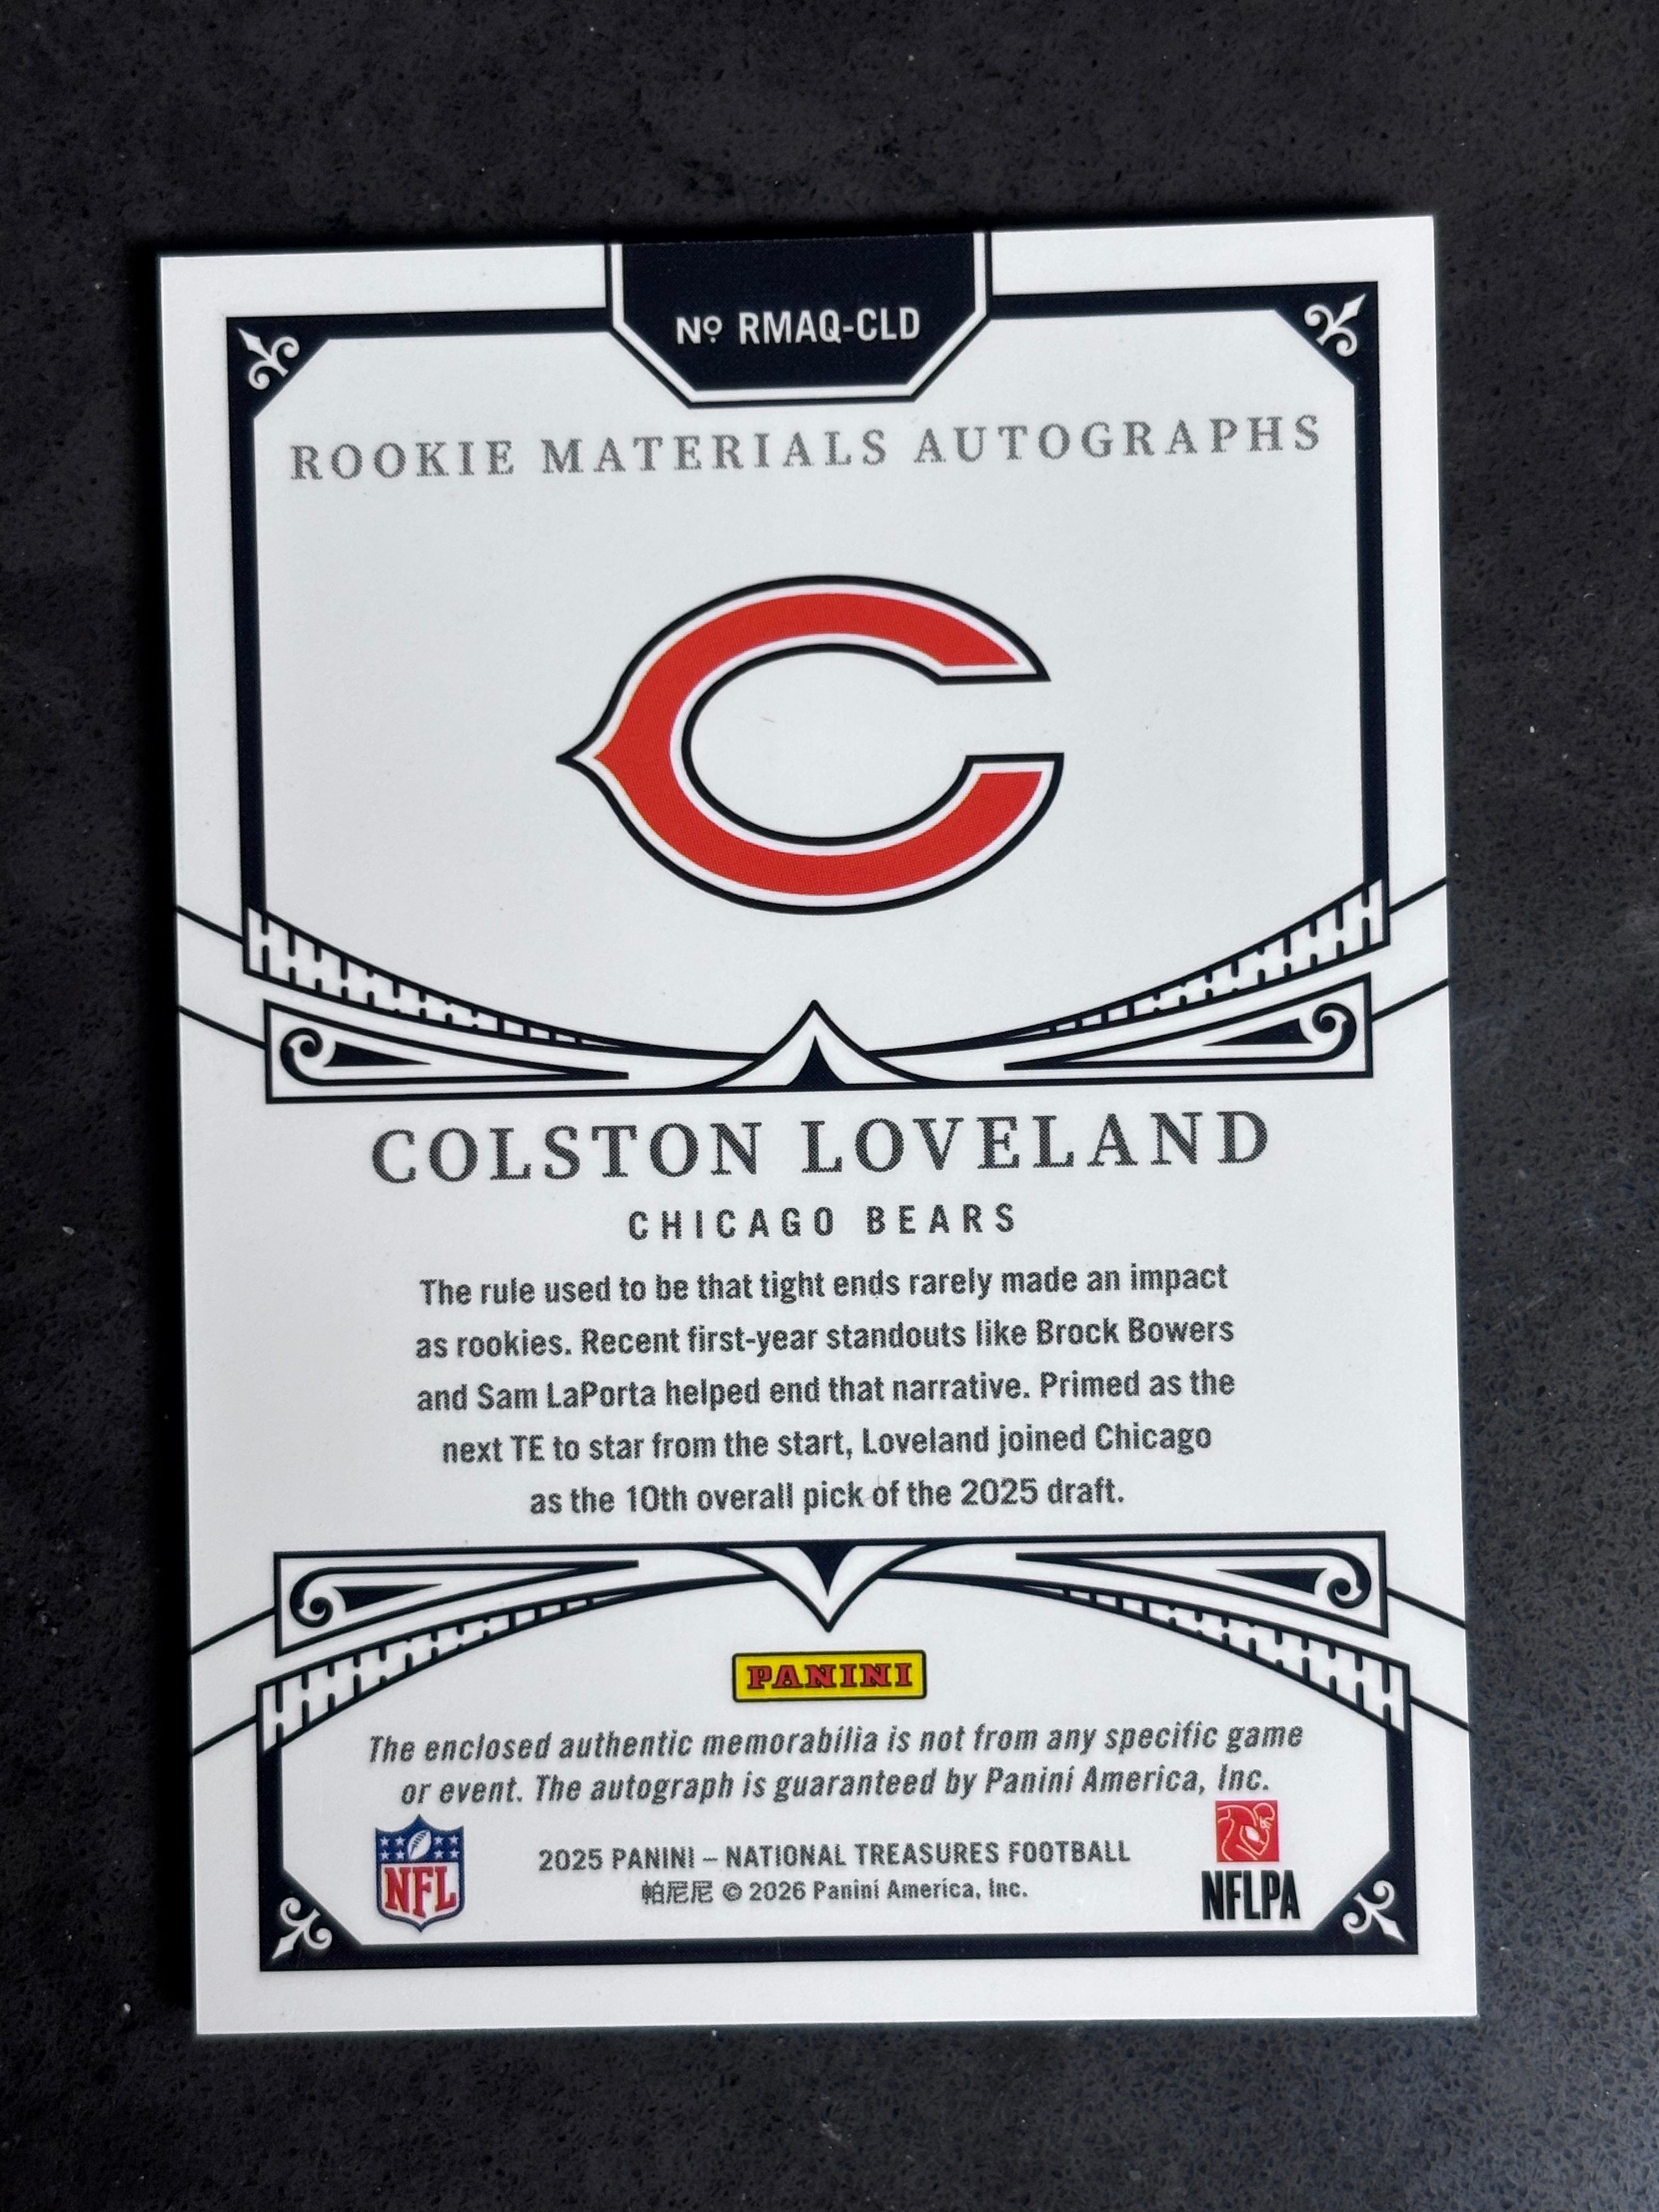 Nº RMAQ-CLD
ROOKIE MATERIALS AUTOGRAPHS
COLSTON LOVELAND
CHICAGO BEARS
The rule used to be that tight ends rarely made an impact
as rookies. Recent first-year standouts like Brock Bowers
and Sam LaPorta helped end that narrative. Primed as the
next TE to star from the start, Loveland joined Chicago
as the 10th overall pick of the 2025 draft.
PANINI
The enclosed authentic memorabilia is not from any specific game
or event. The autograph is guaranteed by Panini America, Inc.
NFL
2025 PANINI – NATIONAL TREASURES FOOTBALL
帕尼尼 © 2026 Panini America, Inc.
NFLPA